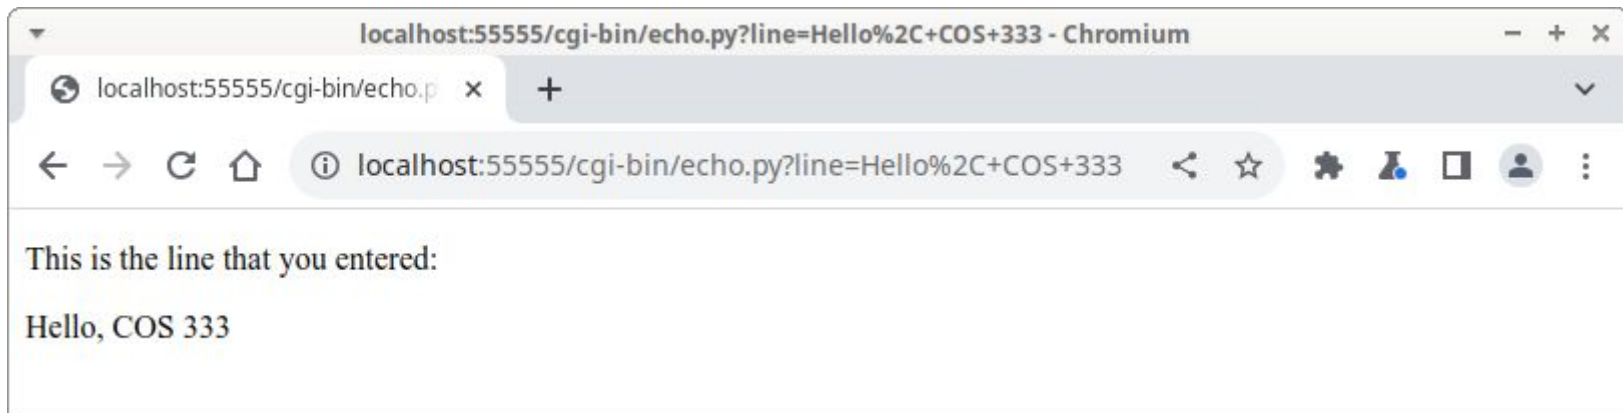 localhost:55555/cgi-bin/echo.py?line=Hello%2C+COS+333 - Chromium
localhost:55555/cgi-bin/echo.p
localhost:55555/cgi-bin/echo.py?line=Hello%2C+COS+333
This is the line that you entered:
Hello, COS 333